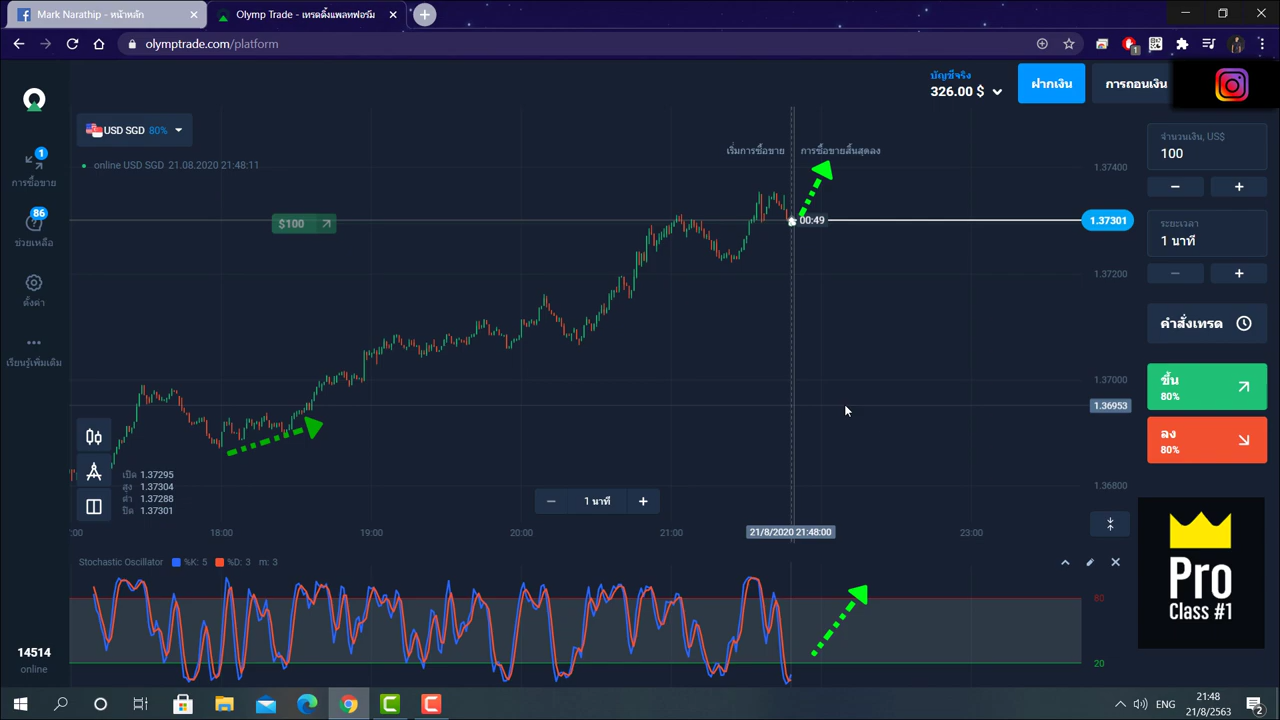 Mark Narathip - หน้าหลัก
Olymp Trade - เทรดดิ้งแพลทฟอร์ม
olymptrade.com/platform
1
บัญชีจริง
326.00 $
ฝากเงิน
การถอนเงิน
USD SGD 80%
online USD SGD 21.08.2020 21:48:11
เริ่มการซื้อขาย
การซื้อขายสิ้นสุดลง
จำนวนเงิน, US$
100
1
การซื้อขาย
1.37400
$100
00:49
1.37301
86
ช่วยเหลือ
ระยะเวลา
1 นาที
1.37200
ตั้งค่า
คำสั่งเทรด
เรียนรู้เพิ่มเติม
1.37000
ขึ้น
80%
1.36953
ลง
80%
เปิด 1.37295
สูง 1.37304
ต่ำ 1.37288
ปิด 1.37301
1.36800
1 นาที
:00
18:00
19:00
20:00
21:00
21/8/2020 21:48:00
23:00
Stochastic Oscillator %K: 5 %D: 3 m: 3
80
20
Pro
Class #1
14514
online
ENG
21:48
21/8/2563
2